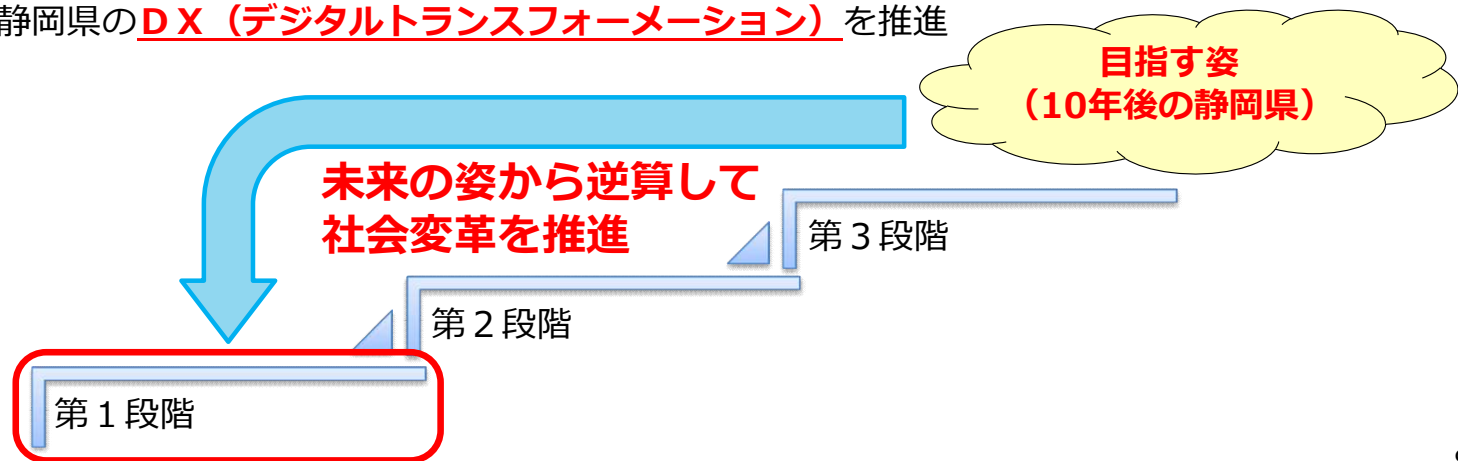 静岡県のＤＸ（デジタルトランスフォーメーション）を推進
目指す姿
（10年後の静岡県）
未来の姿から逆算して
社会変革を推進
第３段階
第２段階
第１段階